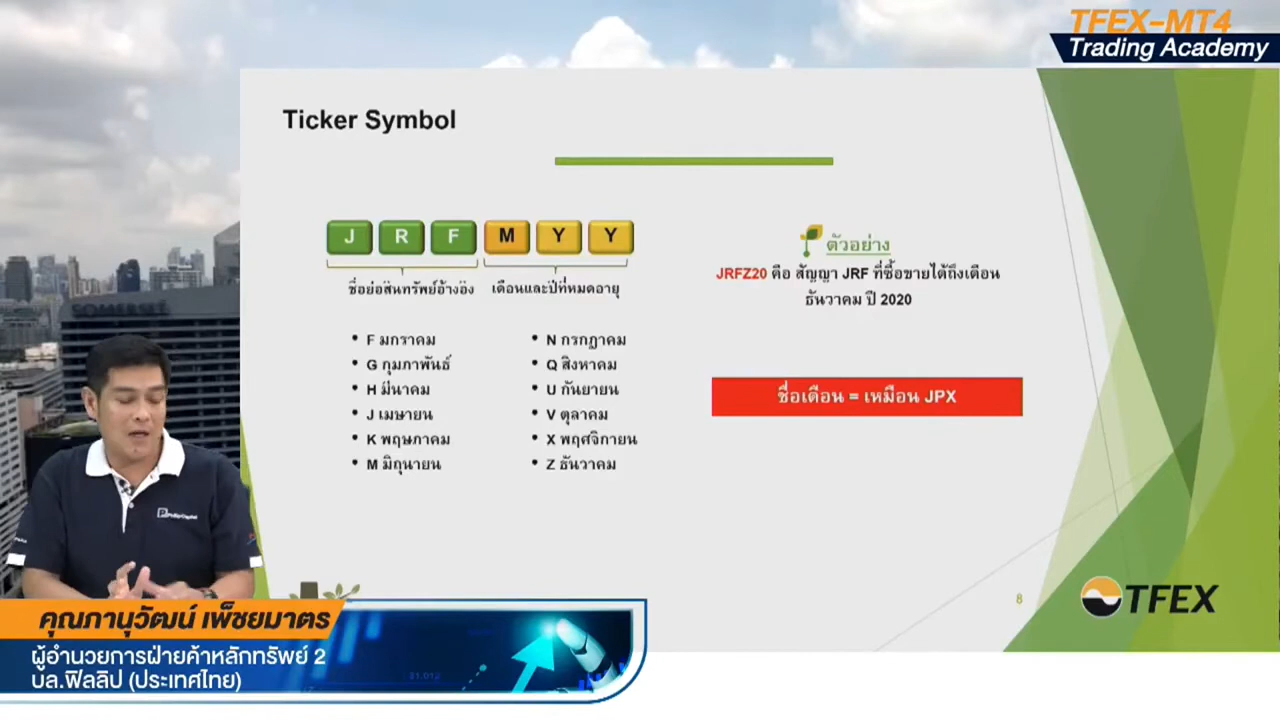 TFEX-MT4
Trading Academy
Ticker Symbol
J R F M Y Y
ชื่อย่อสินทรัพย์อ้างอิง
เดือนและปีที่หมดอายุ
F มกราคม
G กุมภาพันธ์
H มีนาคม
J เมษายน
K พฤษภาคม
M มิถุนายน
N กรกฎาคม
Q สิงหาคม
U กันยายน
V ตุลาคม
X พฤศจิกายน
Z ธันวาคม
ตัวอย่าง
JRFZ20 คือ สัญญา JRF ที่ซื้อขายได้ถึงเดือน
ธันวาคม ปี 2020
ชื่อเดือน = เหมือน JPX
8
TFEX
SOMERSET
PhillipCapital
คุณภานุวัฒน์ เพ็ชยมาตร
ผู้อำนวยการฝ่ายค้าหลักทรัพย์ 2
บล.ฟิลลิป (ประเทศไทย)